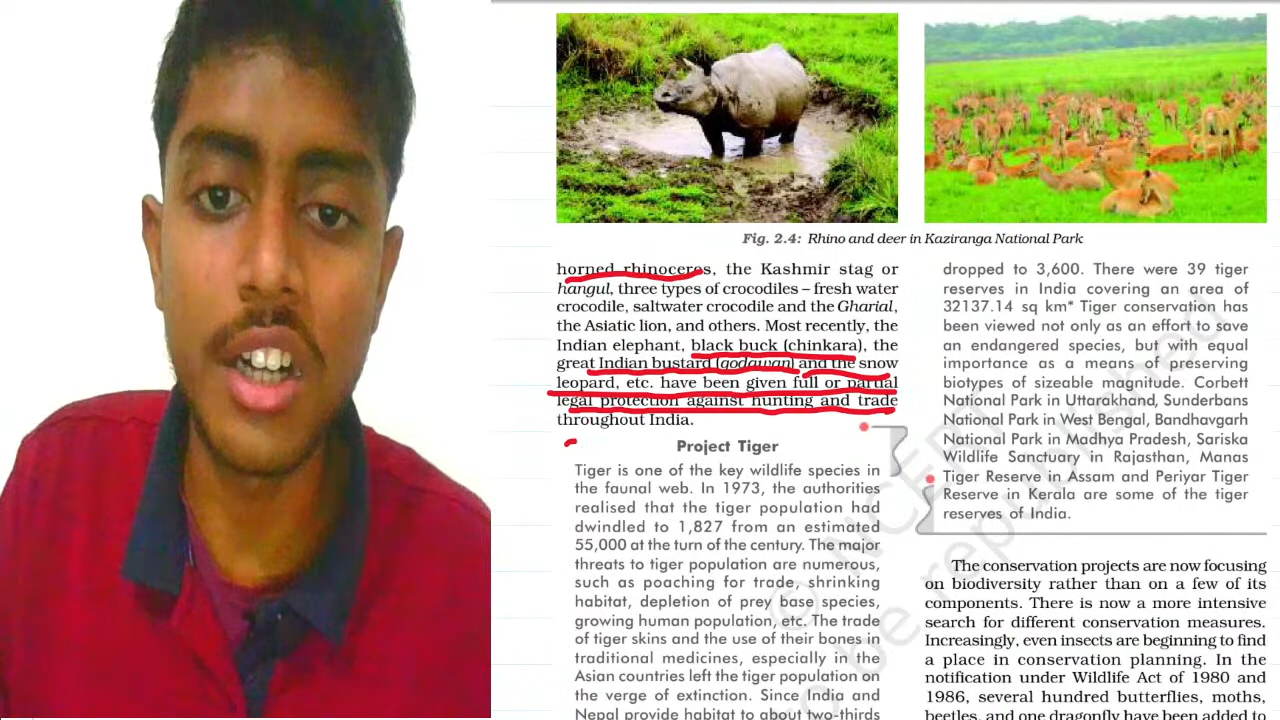 Fig. 2.4: Rhino and deer in Kaziranga National Park
horned rhinoceros, the Kashmir stag or
hangul, three types of crocodiles – fresh water
crocodile, saltwater crocodile and the Gharial,
the Asiatic lion, and others. Most recently, the
Indian elephant, black buck (chinkara), the
great Indian bustard (godawan) and the snow
leopard, etc. have been given full or partial
legal protection against hunting and trade
throughout India.
Project Tiger
Tiger is one of the key wildlife species in
the faunal web. In 1973, the authorities
realised that the tiger population had
dwindled to 1,827 from an estimated
55,000 at the turn of the century. The major
threats to tiger population are numerous,
such as poaching for trade, shrinking
habitat, depletion of prey base species,
growing human population, etc. The trade
of tiger skins and the use of their bones in
traditional medicines, especially in the
Asian countries left the tiger population on
the verge of extinction. Since India and
Nepal provide habitat to about two-thirds
dropped to 3,600. There were 39 tiger
reserves in India covering an area of
32137.14 sq km* Tiger conservation has
been viewed not only as an effort to save
an endangered species, but with equal
importance as a means of preserving
biotypes of sizeable magnitude. Corbett
National Park in Uttarakhand, Sunderbans
National Park in West Bengal, Bandhavgarh
National Park in Madhya Pradesh, Sariska
Wildlife Sanctuary in Rajasthan, Manas
Tiger Reserve in Assam and Periyar Tiger
Reserve in Kerala are some of the tiger
reserves of India.
The conservation projects are now focusing
on biodiversity rather than on a few of its
components. There is now a more intensive
search for different conservation measures.
Increasingly, even insects are beginning to find
a place in conservation planning. In the
notification under Wildlife Act of 1980 and
1986, several hundred butterflies, moths,
beetles, and one dragonfly have been added to
© NCERT
be republished